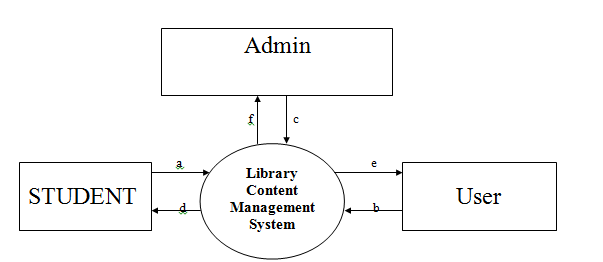 Admin
f
c
a
e
Library
Content
Management
System
STUDENT
User
d
b